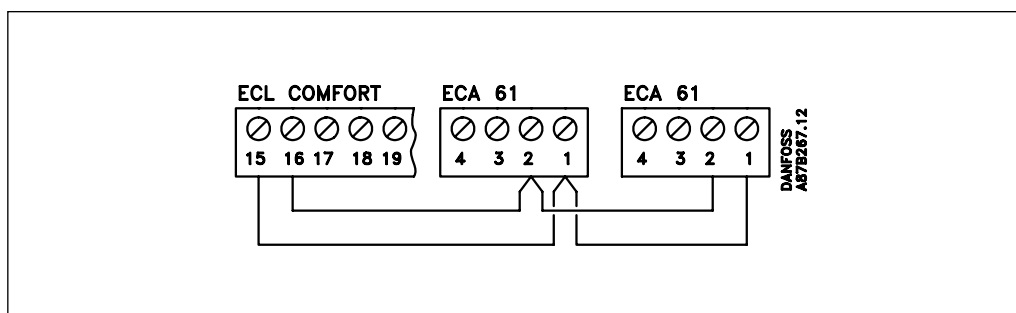 ECL COMFORT
15 16 17 18 19
ECA 61
4 3 2 1
ECA 61
4 3 2 1
DANFOSS
A87B267.12